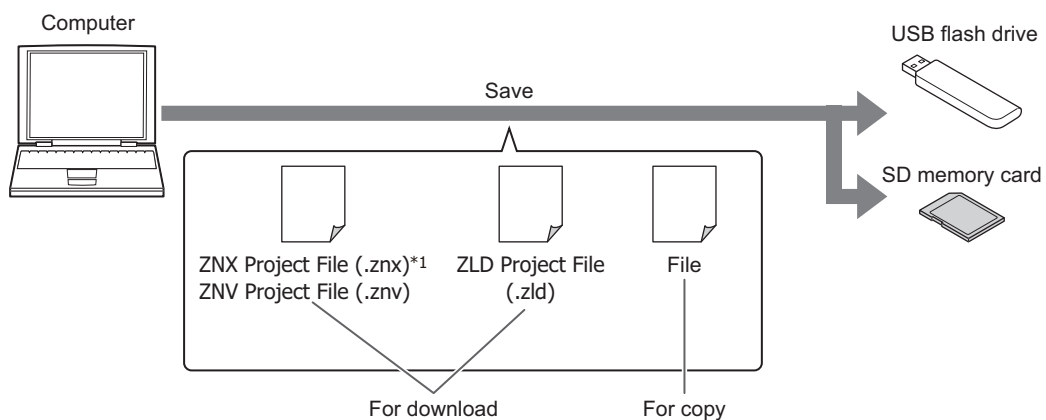 Computer
USB flash drive
Save
SD memory card
ZNX Project File (.znx)*1
ZNV Project File (.znv)
ZLD Project File
(.zld)
File
For download
For copy